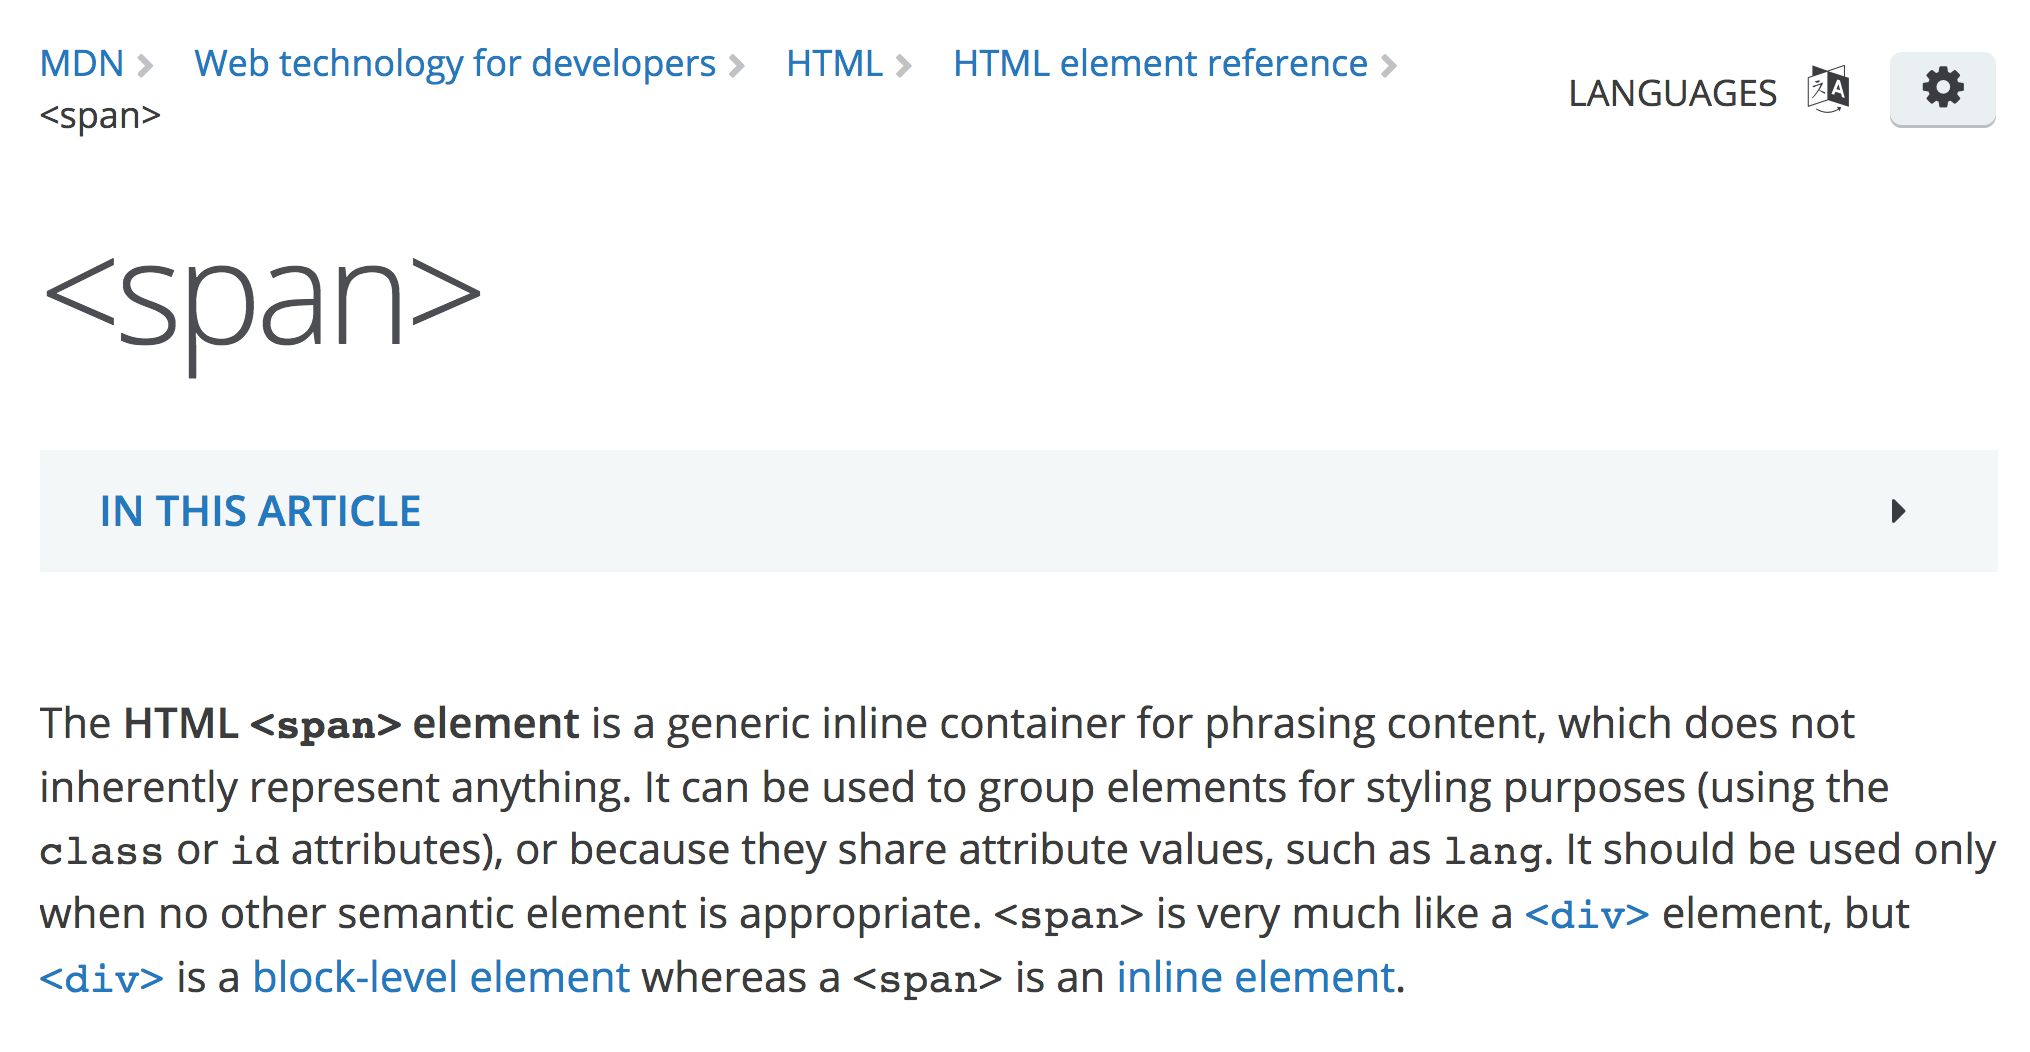 MDN Web technology for developers HTML HTML element reference
<span>
LANGUAGES
<span>
IN THIS ARTICLE
The HTML <span> element is a generic inline container for phrasing content, which does not
inherently represent anything. It can be used to group elements for styling purposes (using the
class or id attributes), or because they share attribute values, such as lang. It should be used only
when no other semantic element is appropriate. <span> is very much like a <div> element, but
<div> is a block-level element whereas a <span> is an inline element.